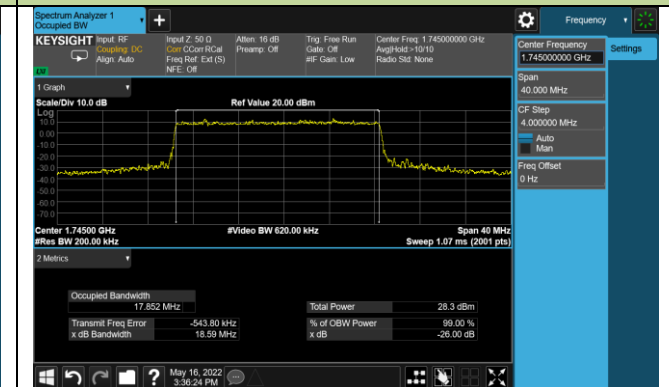 Spectrum Analyzer 1
Occupied BW
Frequency
KEYSIGHT Input: RF
Coupling: DC
Align: Auto
Input Z: 50 Ω
Corr CCorr RCal
Freq Ref: Ext (S)
NFE: Off
Atten: 16 dB
Preamp: Off
Trig: Free Run
Gate: Off
#IF Gain: Low
Center Freq: 1.745000000 GHz
Avg|Hold:>10/10
Radio Std: None
Center Frequency
1.745000000 GHz
Settings
Span
40.000 MHz
CF Step
4.000000 MHz
Auto
Man
Freq Offset
0 Hz
1 Graph
Scale/Div 10.0 dB
Ref Value 20.00 dBm
Log
10.0
0.00
-10.0
-20.0
-30.0
-40.0
-50.0
-60.0
-70.0
Center 1.74500 GHz
#Video BW 620.00 kHz
Span 40 MHz
#Res BW 200.00 kHz
Sweep 1.07 ms (2001 pts)
2 Metrics
Occupied Bandwidth
17.852 MHz
Total Power 28.3 dBm
Transmit Freq Error -543.80 kHz
% of OBW Power 99.00 %
x dB Bandwidth 18.59 MHz
x dB -26.00 dB
May 16, 2022
3:36:24 PM